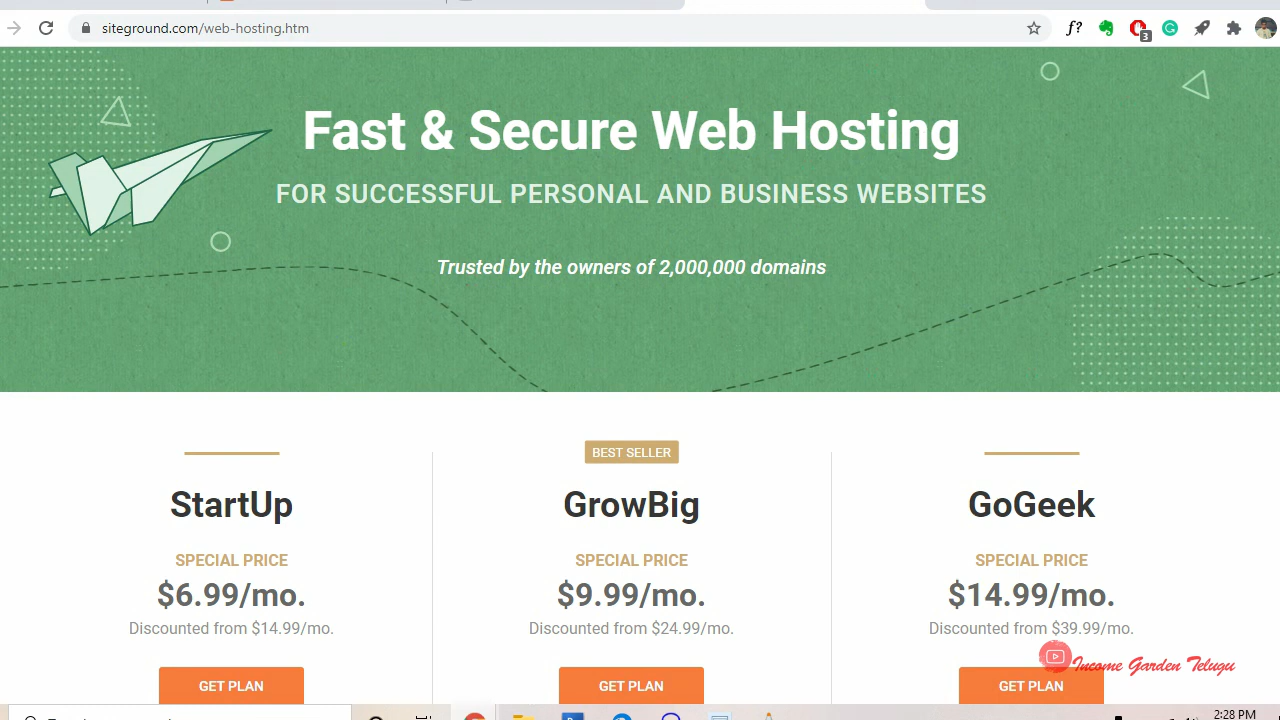 siteground.com/web-hosting.htm
f?
3
Fast & Secure Web Hosting
FOR SUCCESSFUL PERSONAL AND BUSINESS WEBSITES
Trusted by the owners of 2,000,000 domains
BEST SELLER
StartUp
GrowBig
GoGeek
SPECIAL PRICE
SPECIAL PRICE
SPECIAL PRICE
$6.99/mo.
$9.99/mo.
$14.99/mo.
Discounted from $14.99/mo.
Discounted from $24.99/mo.
Discounted from $39.99/mo.
Income Garden Telugu
GET PLAN
GET PLAN
GET PLAN
2:28 PM